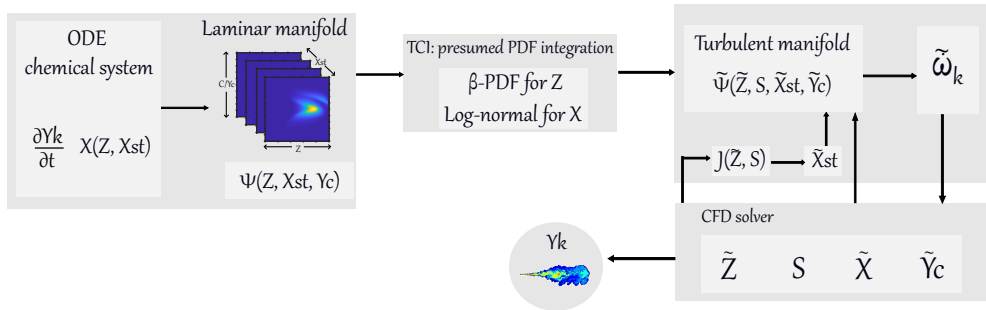 ODE
chemical system
∂Yk/∂t X(Z, Xst)
Laminar manifold
C/Yc
Xst
Z
Ψ(Z, Xst, Yc)
TCI: presumed PDF integration
β-PDF for Z
Log-normal for X
Turbulent manifold
Ψ̃(Z̃, S, X̃st, Ỹc)
ω̃̇k
J(Z̃, S)
X̃st
CFD solver
Z̃ S X̃ Ỹc
Yk